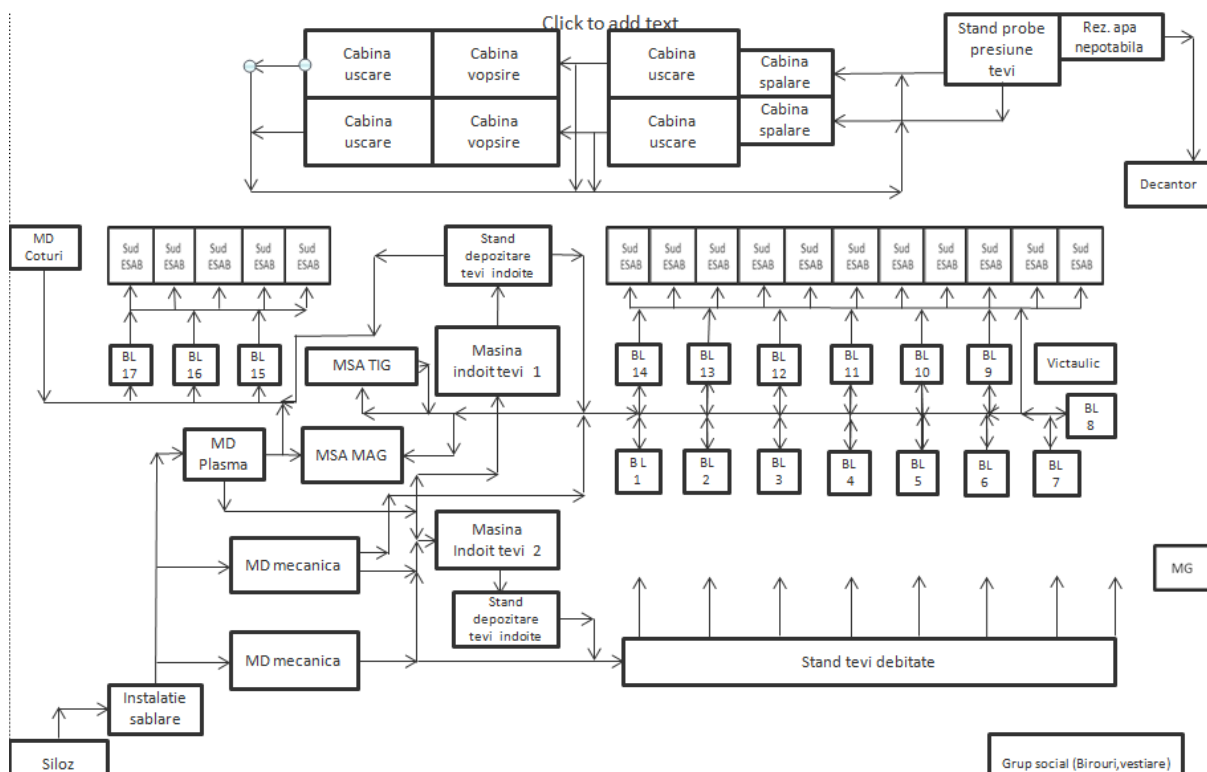 Click to add text
Cabina
uscare
Cabina
vopsire
Cabina
uscare
Cabina
spalare
Stand probe
presiune
tevi
Rez. apa
nepotabila
Cabina
uscare
Cabina
vopsire
Cabina
uscare
Cabina
spalare
Decantor
MD
Coturi
Sud
ESAB
Sud
ESAB
Sud
ESAB
Sud
ESAB
Sud
ESAB
Stand
depozitare
tevi indoite
Sud
ESAB
Sud
ESAB
Sud
ESAB
Sud
ESAB
Sud
ESAB
Sud
ESAB
Sud
ESAB
Sud
ESAB
Sud
ESAB
Sud
ESAB
Sud
ESAB
BL
17
BL
16
BL
15
MSA TIG
Masina
indoit tevi 1
BL
14
BL
13
BL
12
BL
11
BL
10
BL
9
Victaulic
BL
8
MD
Plasma
MSA MAG
B L
1
BL
2
BL
3
BL
4
BL
5
BL
6
BL
7
Masina
Indoit tevi 2
MD mecanica
MG
Stand
depozitare
tevi indoite
MD mecanica
Stand tevi debitate
Instalatie
sablare
Siloz
Grup social (Birouri,vestiare)